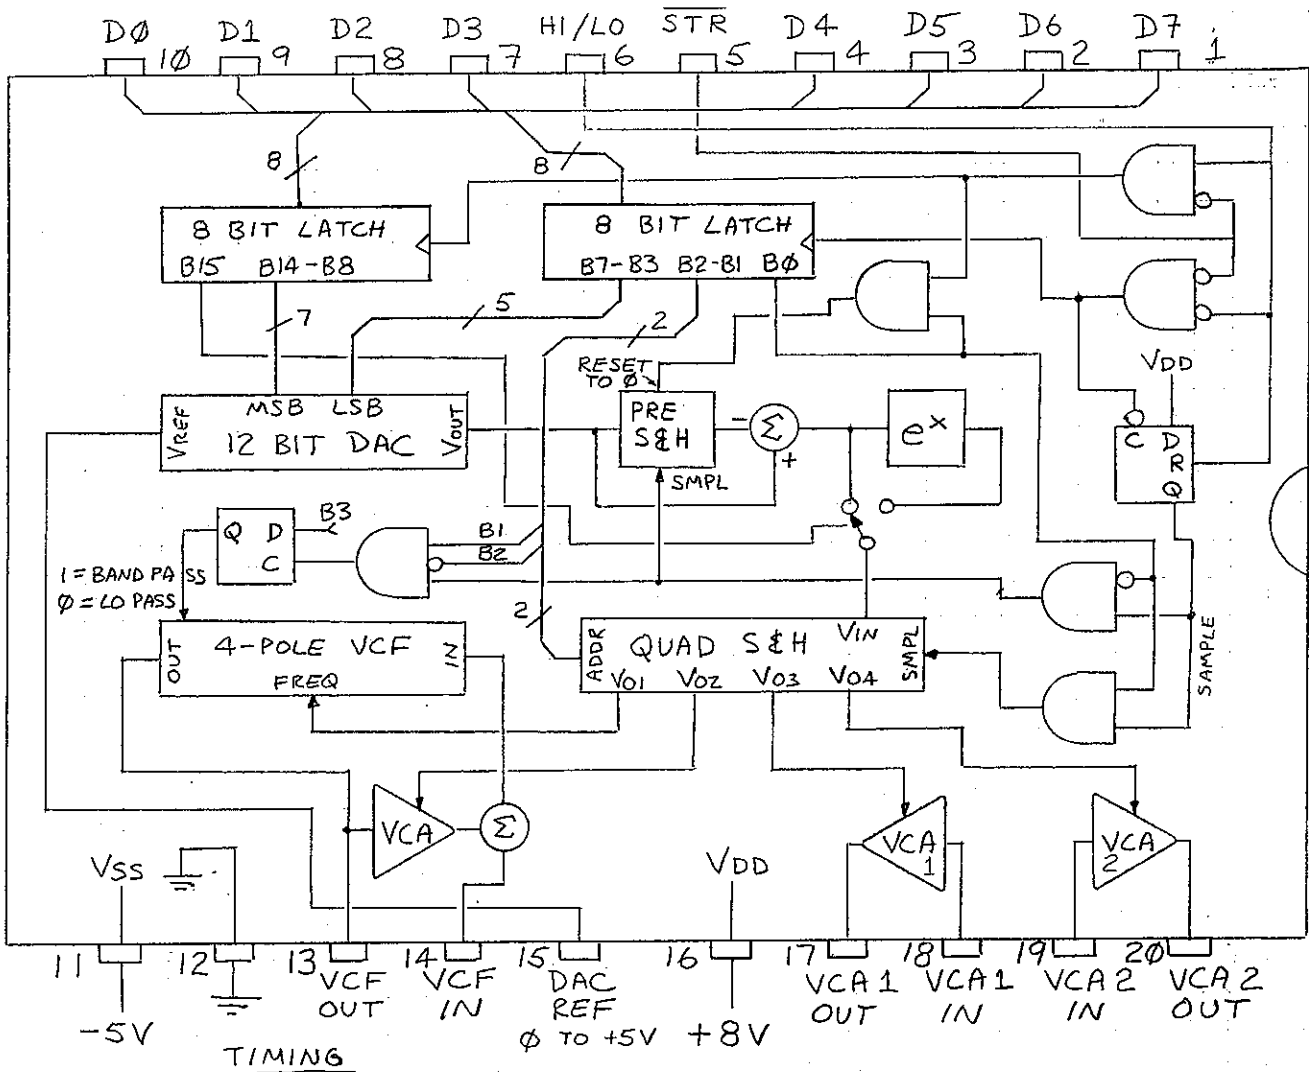 DØ D1 D2 D3 HI/LO STR D4 D5 D6 D7
10 9 8 7 6 5 4 3 2 1
8 8
8 BIT LATCH
B15 B14-B8
8 BIT LATCH
B7-B3 B2-B1 BØ
7 5 2
RESET
TO Ø
VDD
VREF MSB LSB VOUT
12 BIT DAC
PRE
S&H
SMPL
- Σ +
e^x
C D
R
Q
B3
Q D
C
B1
B2
1 = BAND PASS
Ø = LO PASS
2
SAMPLE
OUT 4-POLE VCF IN
FREQ
ADDR QUAD S&H VIN SMPL
VO1 VO2 VO3 VO4
VCA Σ
VCA
1
VCA
2
VSS
VDD
11 12 13 14 15 16 17 18 19 20
-5V
VCF
OUT
VCF
IN
DAC
REF
Ø TO +5V
+8V
VCA 1
OUT
VCA 1
IN
VCA 2
IN
VCA 2
OUT
TIMING